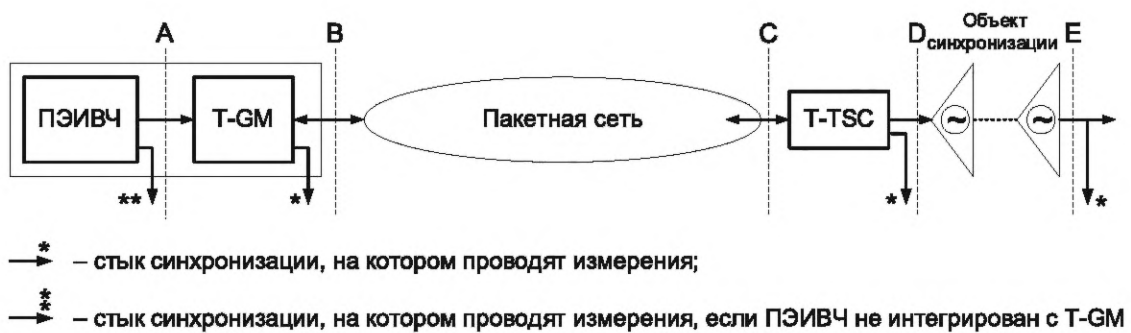 A B C D Объект синхронизации E
ПЭИВЧ T-GM Пакетная сеть T-TSC ~ ~
** * * *
* – стык синхронизации, на котором проводят измерения;
** – стык синхронизации, на котором проводят измерения, если ПЭИВЧ не интегрирован с T-GM